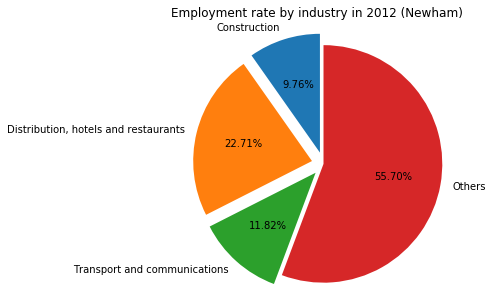 Employment rate by industry in 2012 (Newham)
Construction
9.76%
Distribution, hotels and restaurants
22.71%
55.70%
Others
11.82%
Transport and communications